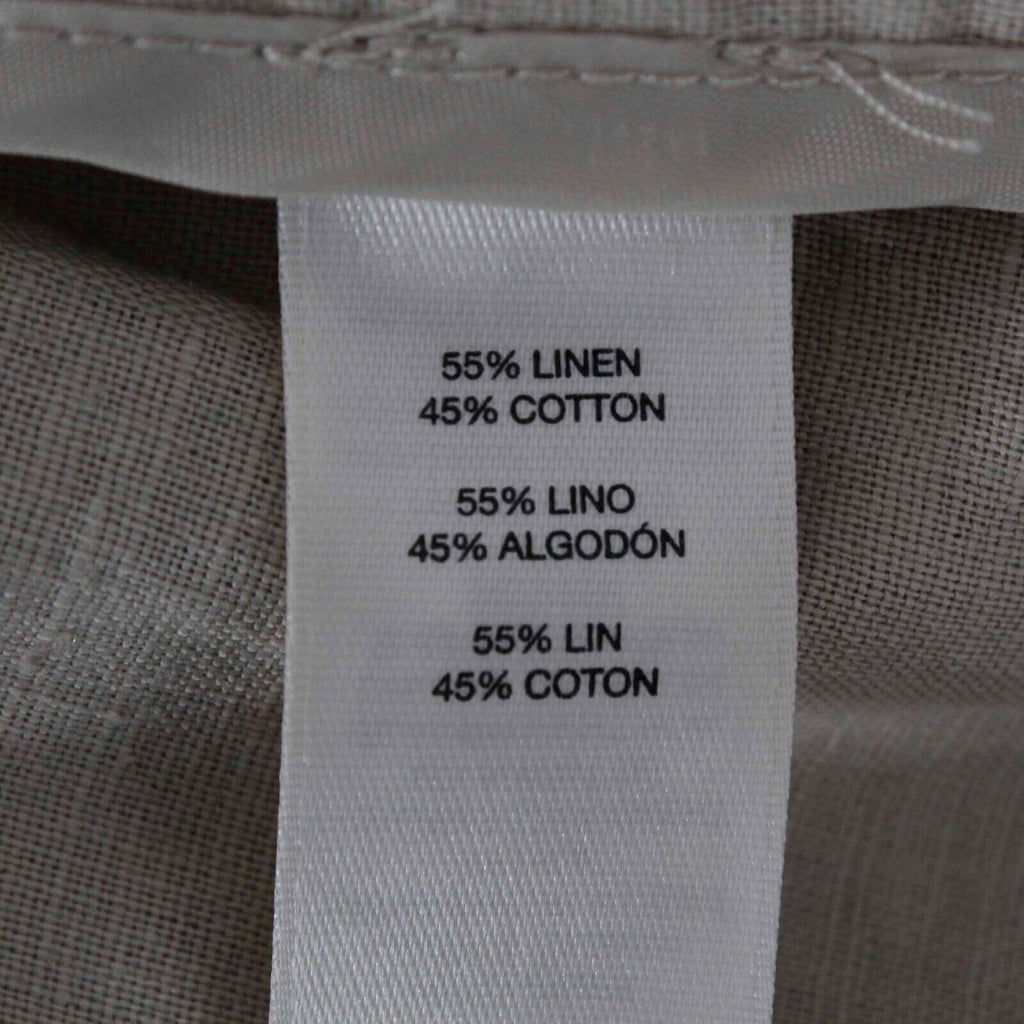 55% LINEN
45% COTTON
55% LINO
45% ALGODÓN
55% LIN
45% COTON